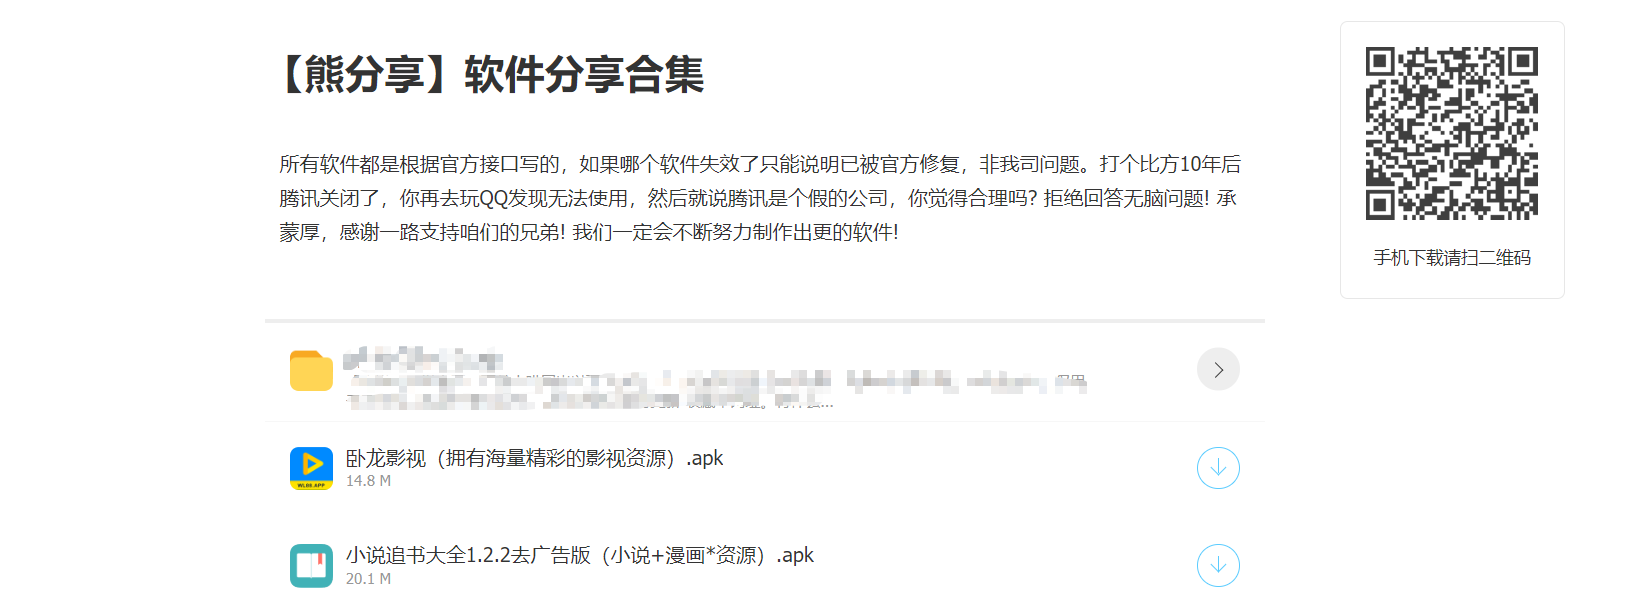 【熊分享】软件分享合集
所有软件都是根据官方接口写的，如果哪个软件失效了只能说明已被官方修复，非我司问题。打个比方10年后
腾讯关闭了，你再去玩QQ发现无法使用，然后就说腾讯是个假的公司，你觉得合理吗? 拒绝回答无脑问题! 承
蒙厚，感谢一路支持咱们的兄弟! 我们一定会不断努力制作出更的软件!
手机下载请扫二维码
卧龙影视（拥有海量精彩的影视资源）.apk
14.8 M
WL88.APP
小说追书大全1.2.2去广告版（小说+漫画*资源）.apk
20.1 M